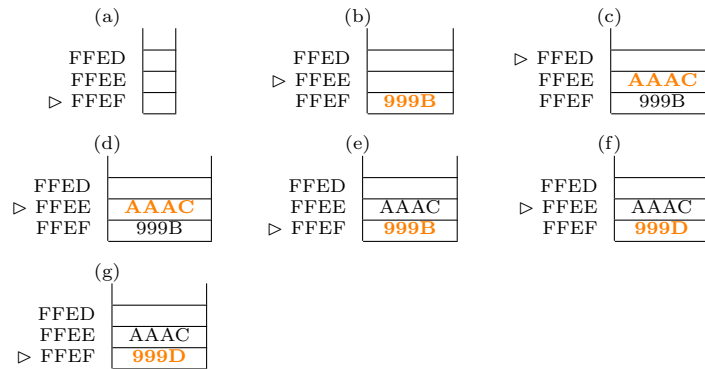 (a)
FFED
FFEE
▷ FFEF
(b)
FFED
▷ FFEE
FFEF 999B
(c)
▷ FFED
FFEE AAAC
FFEF 999B
(d)
FFED
▷ FFEE AAAC
FFEF 999B
(e)
FFED
FFEE AAAC
▷ FFEF 999B
(f)
FFED
▷ FFEE AAAC
FFEF 999D
(g)
FFED
FFEE AAAC
▷ FFEF 999D